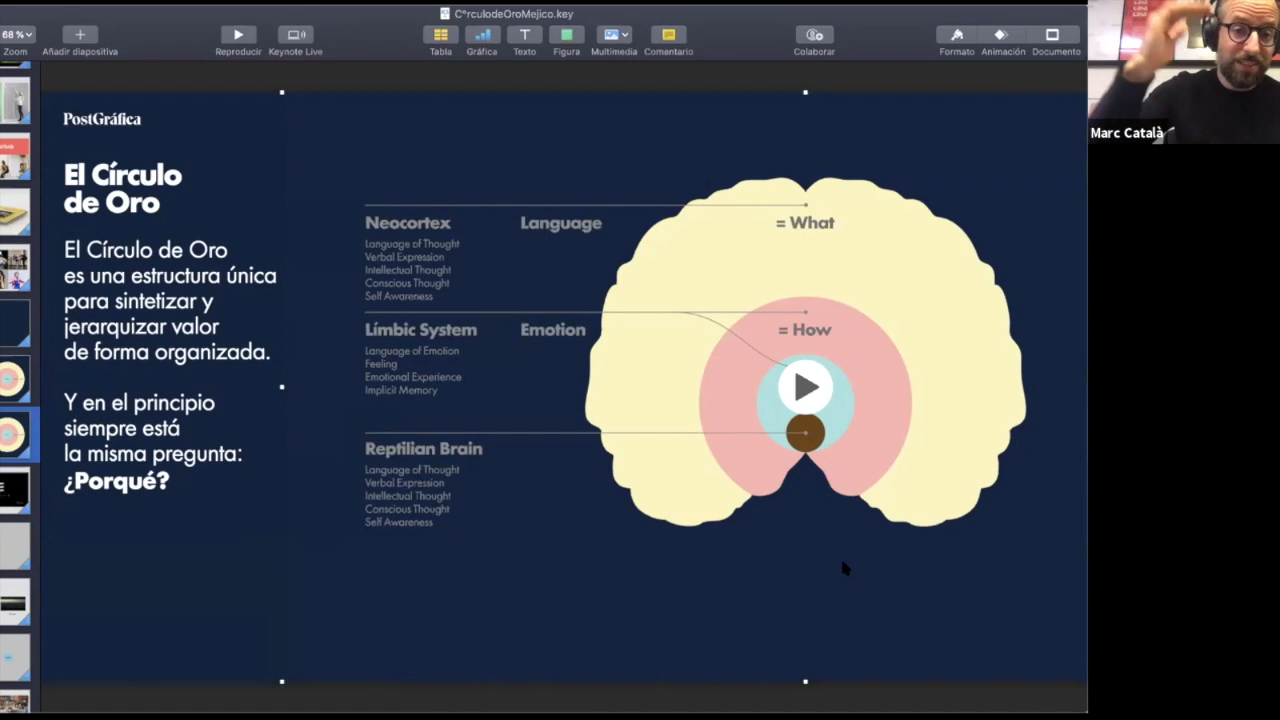 C°rculodeOroMejico.key
68 %
Zoom
Añadir diapositiva
Reproducir
Keynote Live
Tabla
Gráfica
Texto
Figura
Multimedia
Comentario
Colaborar
Formato
Animación
Documento
Marc Català
PostGráfica
El Círculo
de Oro
El Círculo de Oro
es una estructura única
para sintetizar y
jerarquizar valor
de forma organizada.
Y en el principio
siempre está
la misma pregunta:
¿Porqué?
Neocortex Language = What
Language of Thought
Verbal Expression
Intellectual Thought
Conscious Thought
Self Awareness
Límbic System Emotion = How
Language of Emotion
Feeling
Emotional Experience
Implicit Memory
Reptilian Brain
Language of Thought
Verbal Expression
Intellectual Thought
Conscious Thought
Self Awareness